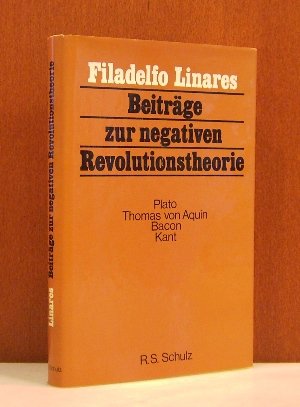 Filadelfo Linares
Beiträge
zur negativen
Revolutionstheorie
Plato
Thomas von Aquin
Bacon
Kant
R.S. Schulz
Linares Beiträge zur negativen Revolutionstheorie